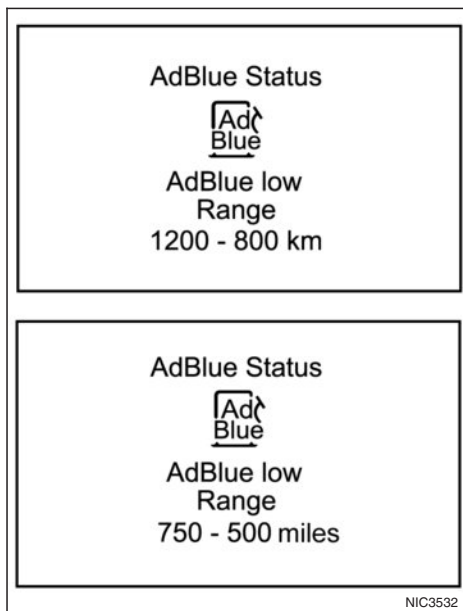 AdBlue Status
Ad
Blue
AdBlue low
Range
1200 - 800 km
AdBlue Status
Ad
Blue
AdBlue low
Range
750 - 500 miles
NIC3532